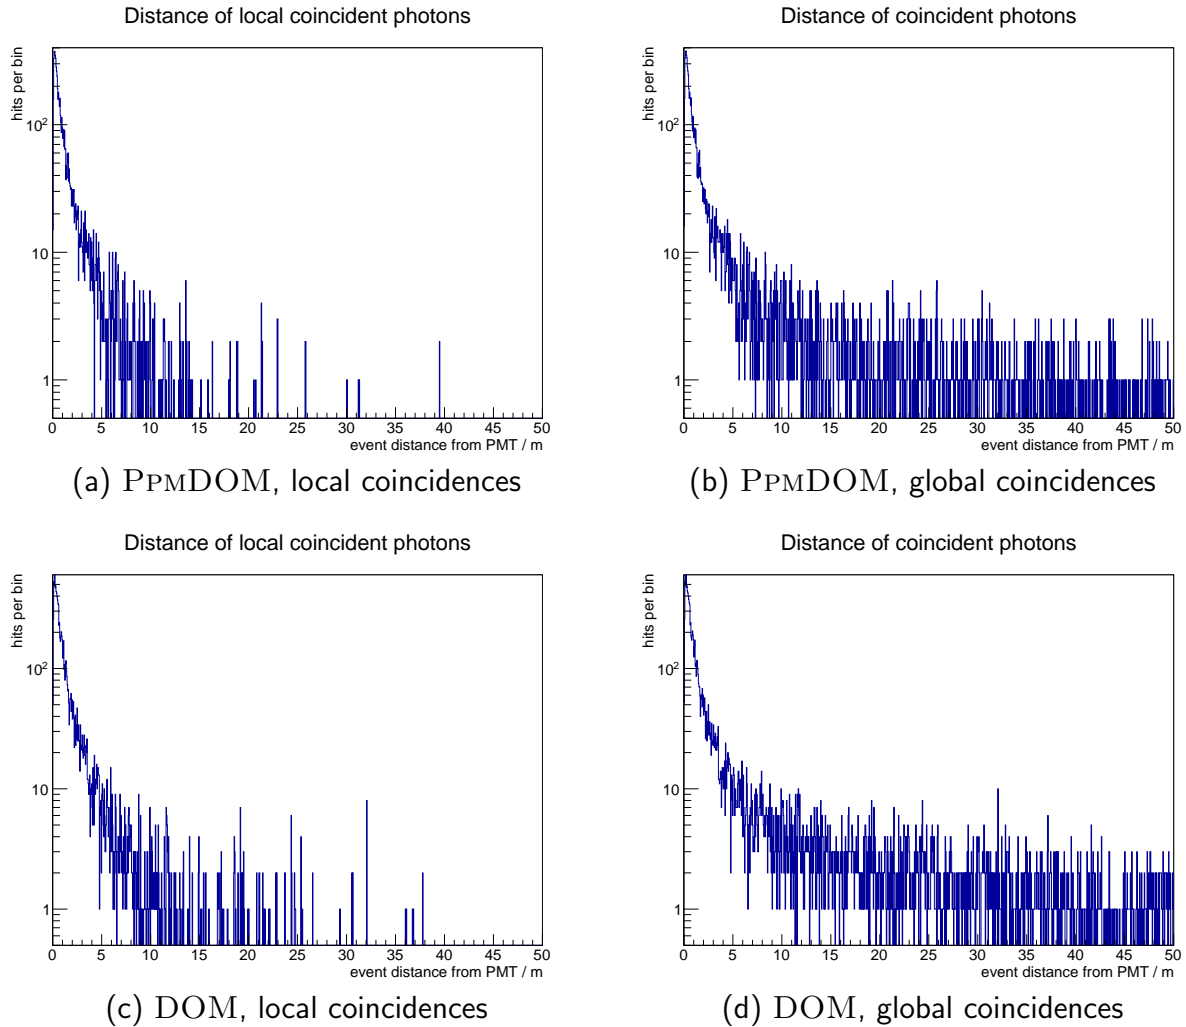 Distance of local coincident photons
hits per bin
10²
10
1
0 5 10 15 20 25 30 35 40 45 50
event distance from PMT / m
(a) PPMDOM, local coincidences
Distance of coincident photons
hits per bin
10²
10
1
0 5 10 15 20 25 30 35 40 45 50
event distance from PMT / m
(b) PPMDOM, global coincidences
Distance of local coincident photons
hits per bin
10²
10
1
0 5 10 15 20 25 30 35 40 45 50
event distance from PMT / m
(c) DOM, local coincidences
Distance of coincident photons
hits per bin
10²
10
1
0 5 10 15 20 25 30 35 40 45 50
event distance from PMT / m
(d) DOM, global coincidences